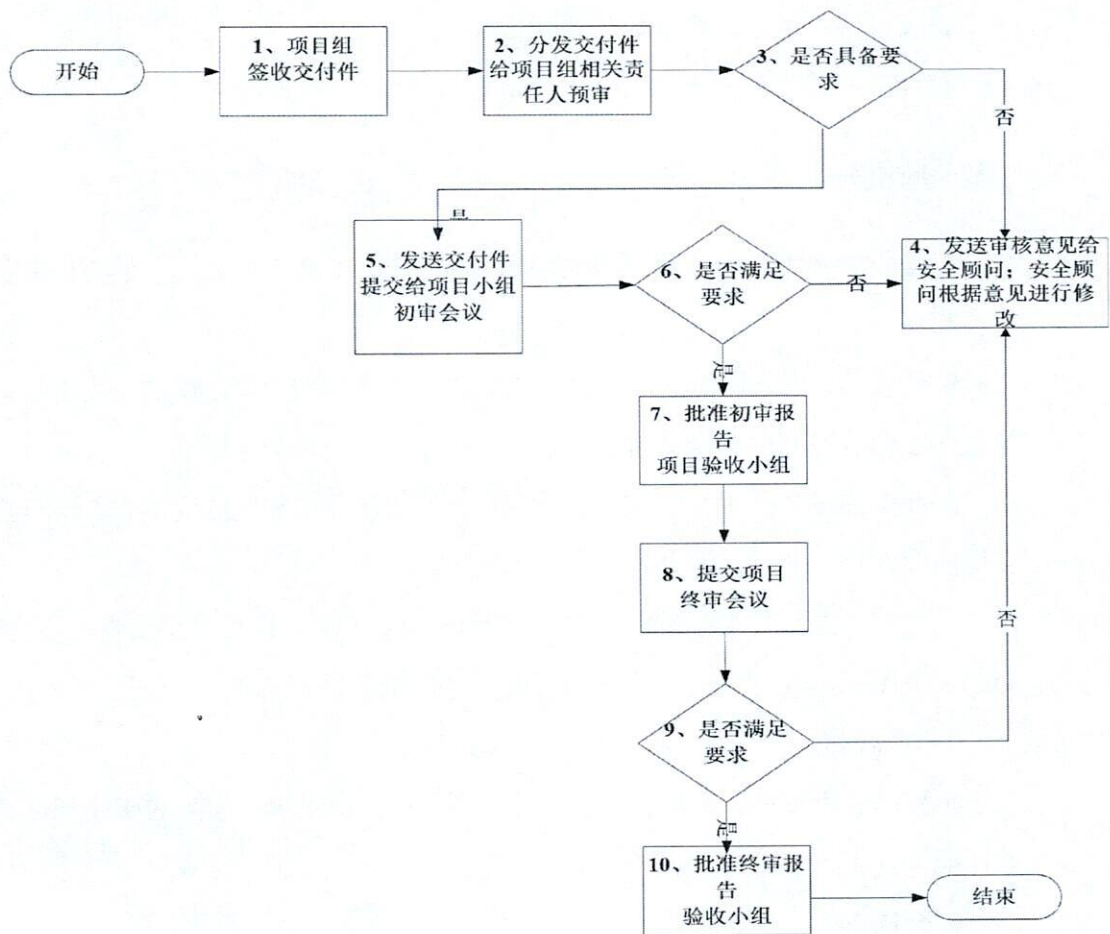 开始
1、项目组
签收交付件
2、分发交付件
给项目组相关责
任人预审
3、是否具备要
求
否
是
5、发送交付件
提交给项目小组
初审会议
6、是否满足
要求
否
4、发送审核意见给
安全顾问；安全顾
问根据意见进行修
改
是
7、批准初审报
告
项目验收小组
8、提交项目
终审会议
否
9、是否满足
要求
是
10、批准终审报
告
验收小组
结束